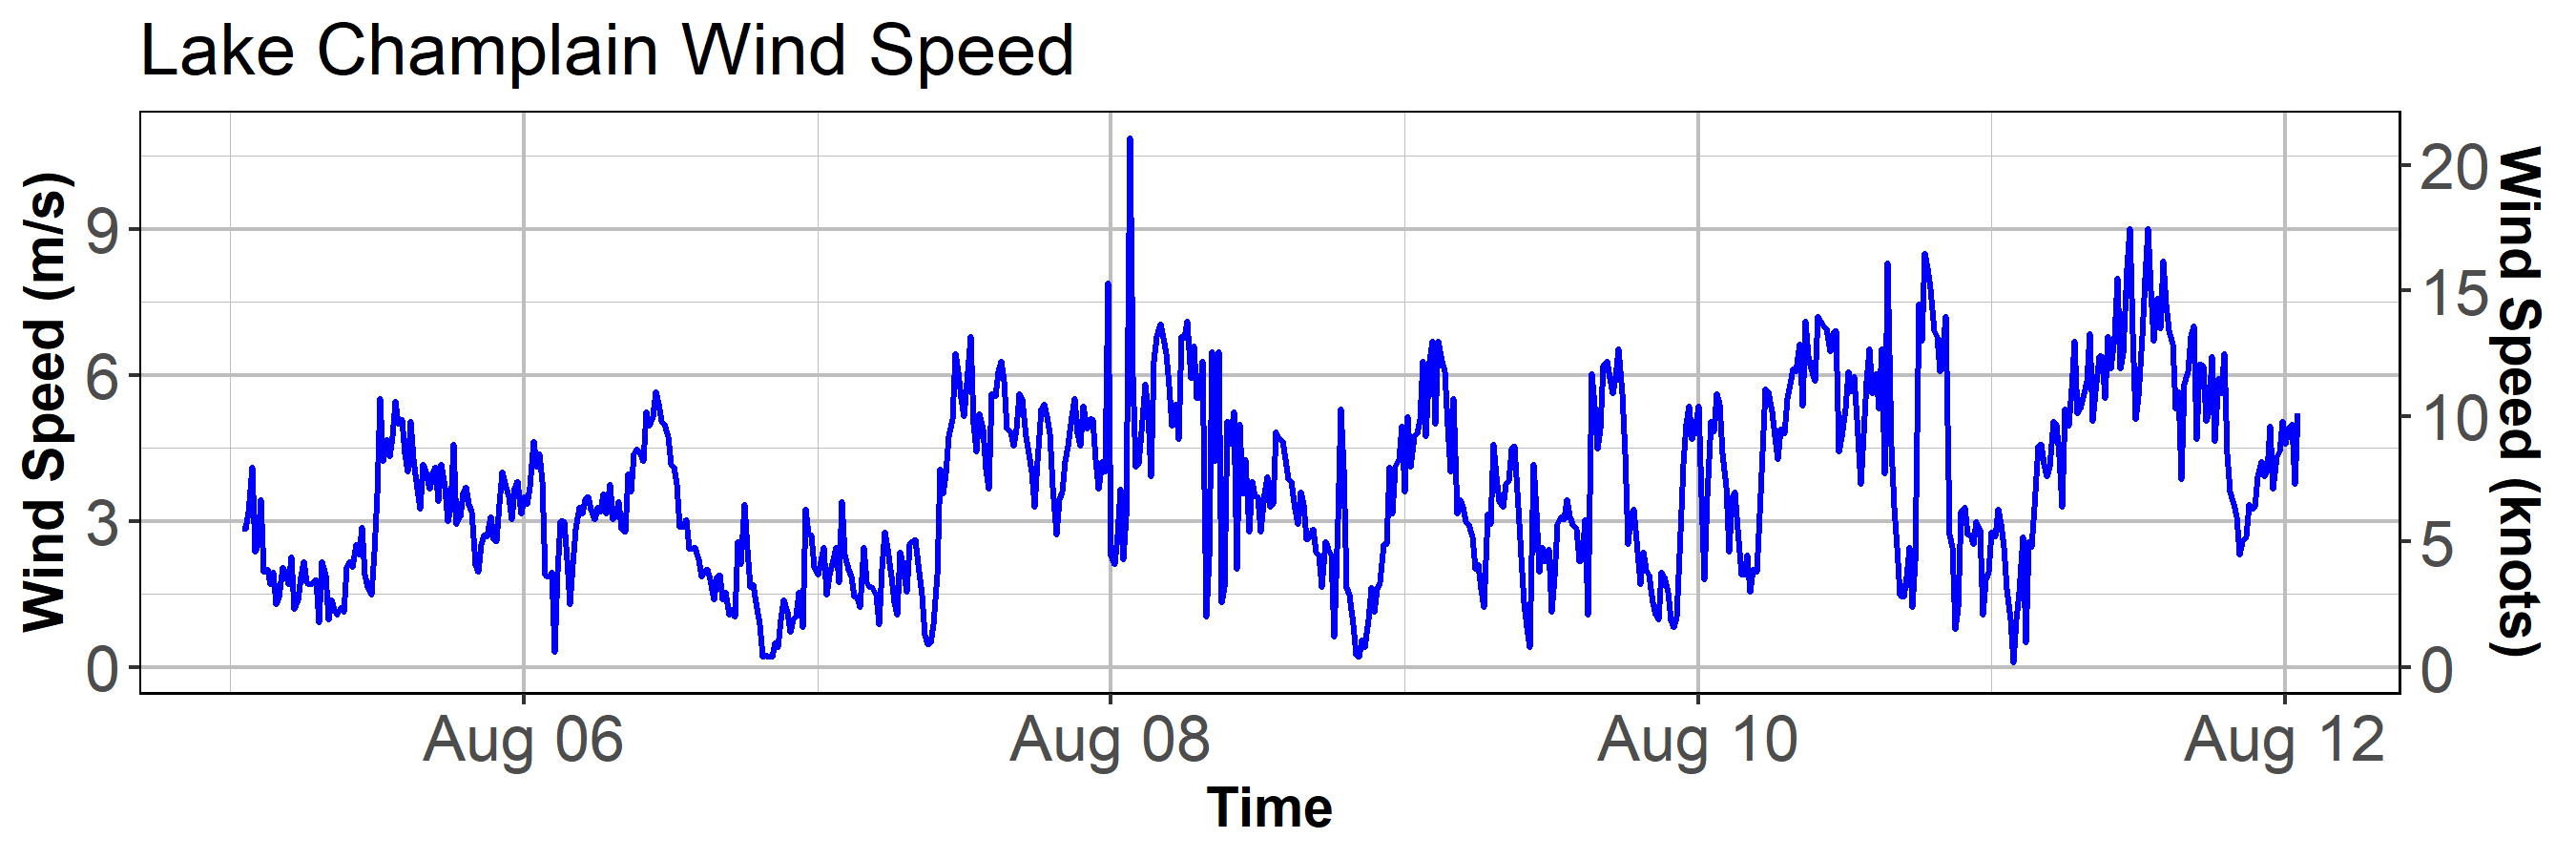 Lake Champlain Wind Speed
Wind Speed (m/s)
9
6
3
0
20
15
10
5
0
Wind Speed (knots)
Aug 06
Aug 08
Aug 10
Aug 12
Time